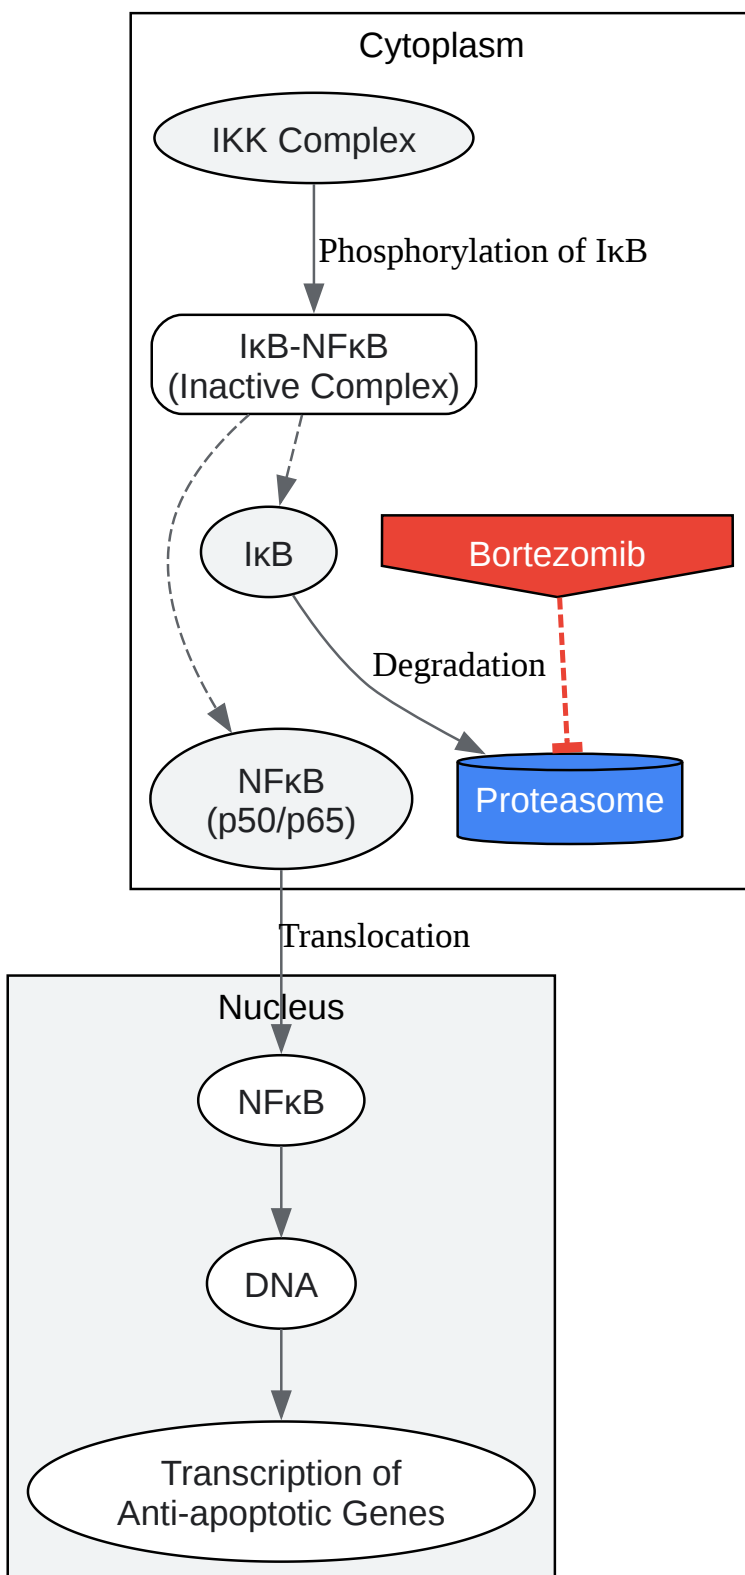 Cytoplasm
IKK Complex
Phosphorylation of IκB
IκB-NFκB
(Inactive Complex)
IκB
Bortezomib
Degradation
NFκB
(p50/p65)
Proteasome
Translocation
Nucleus
NFκB
DNA
Transcription of
Anti-apoptotic Genes